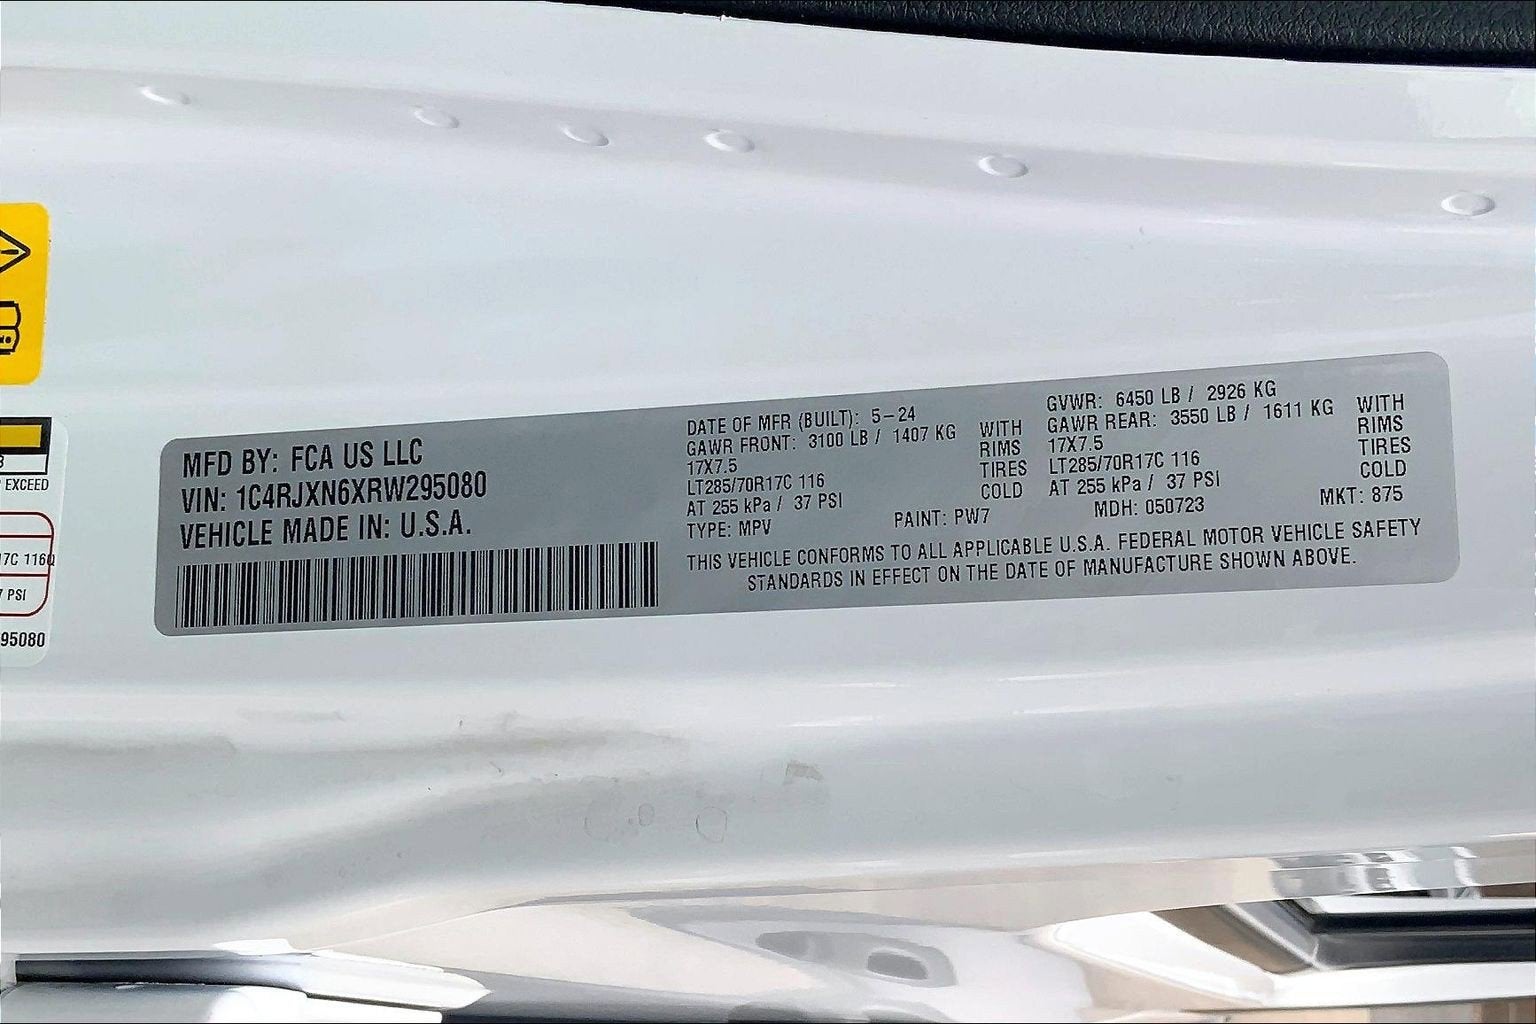 MFD BY: FCA US LLC
VIN: 1C4RJXN6XRW295080
VEHICLE MADE IN: U.S.A.
DATE OF MFR (BUILT): 5-24
GAWR FRONT: 3100 LB / 1407 KG
17X7.5
LT285/70R17C 116
AT 255 kPa / 37 PSI
WITH
RIMS
TIRES
COLD
TYPE: MPV
PAINT: PW7
GVWR: 6450 LB / 2926 KG
GAWR REAR: 3550 LB / 1611 KG
17X7.5
LT285/70R17C 116
AT 255 kPa / 37 PSI
WITH
RIMS
TIRES
COLD
MDH: 050723
MKT: 875
THIS VEHICLE CONFORMS TO ALL APPLICABLE U.S.A. FEDERAL MOTOR VEHICLE SAFETY
STANDARDS IN EFFECT ON THE DATE OF MANUFACTURE SHOWN ABOVE.
EXCEED
17C 116Q
PSI
95080